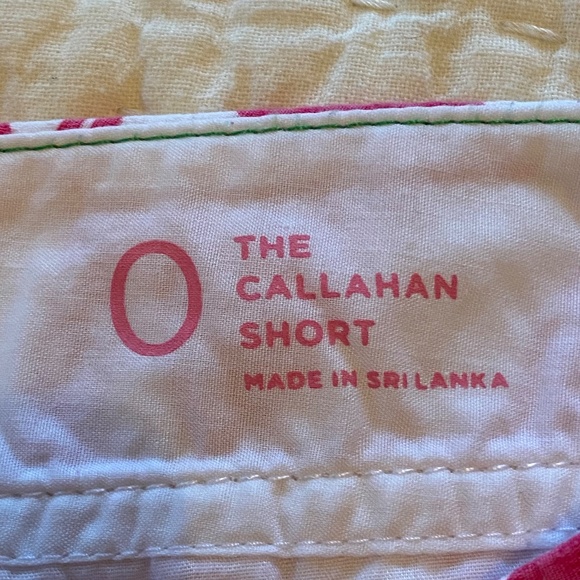 0
THE
CALLAHAN
SHORT
MADE IN SRI LANKA